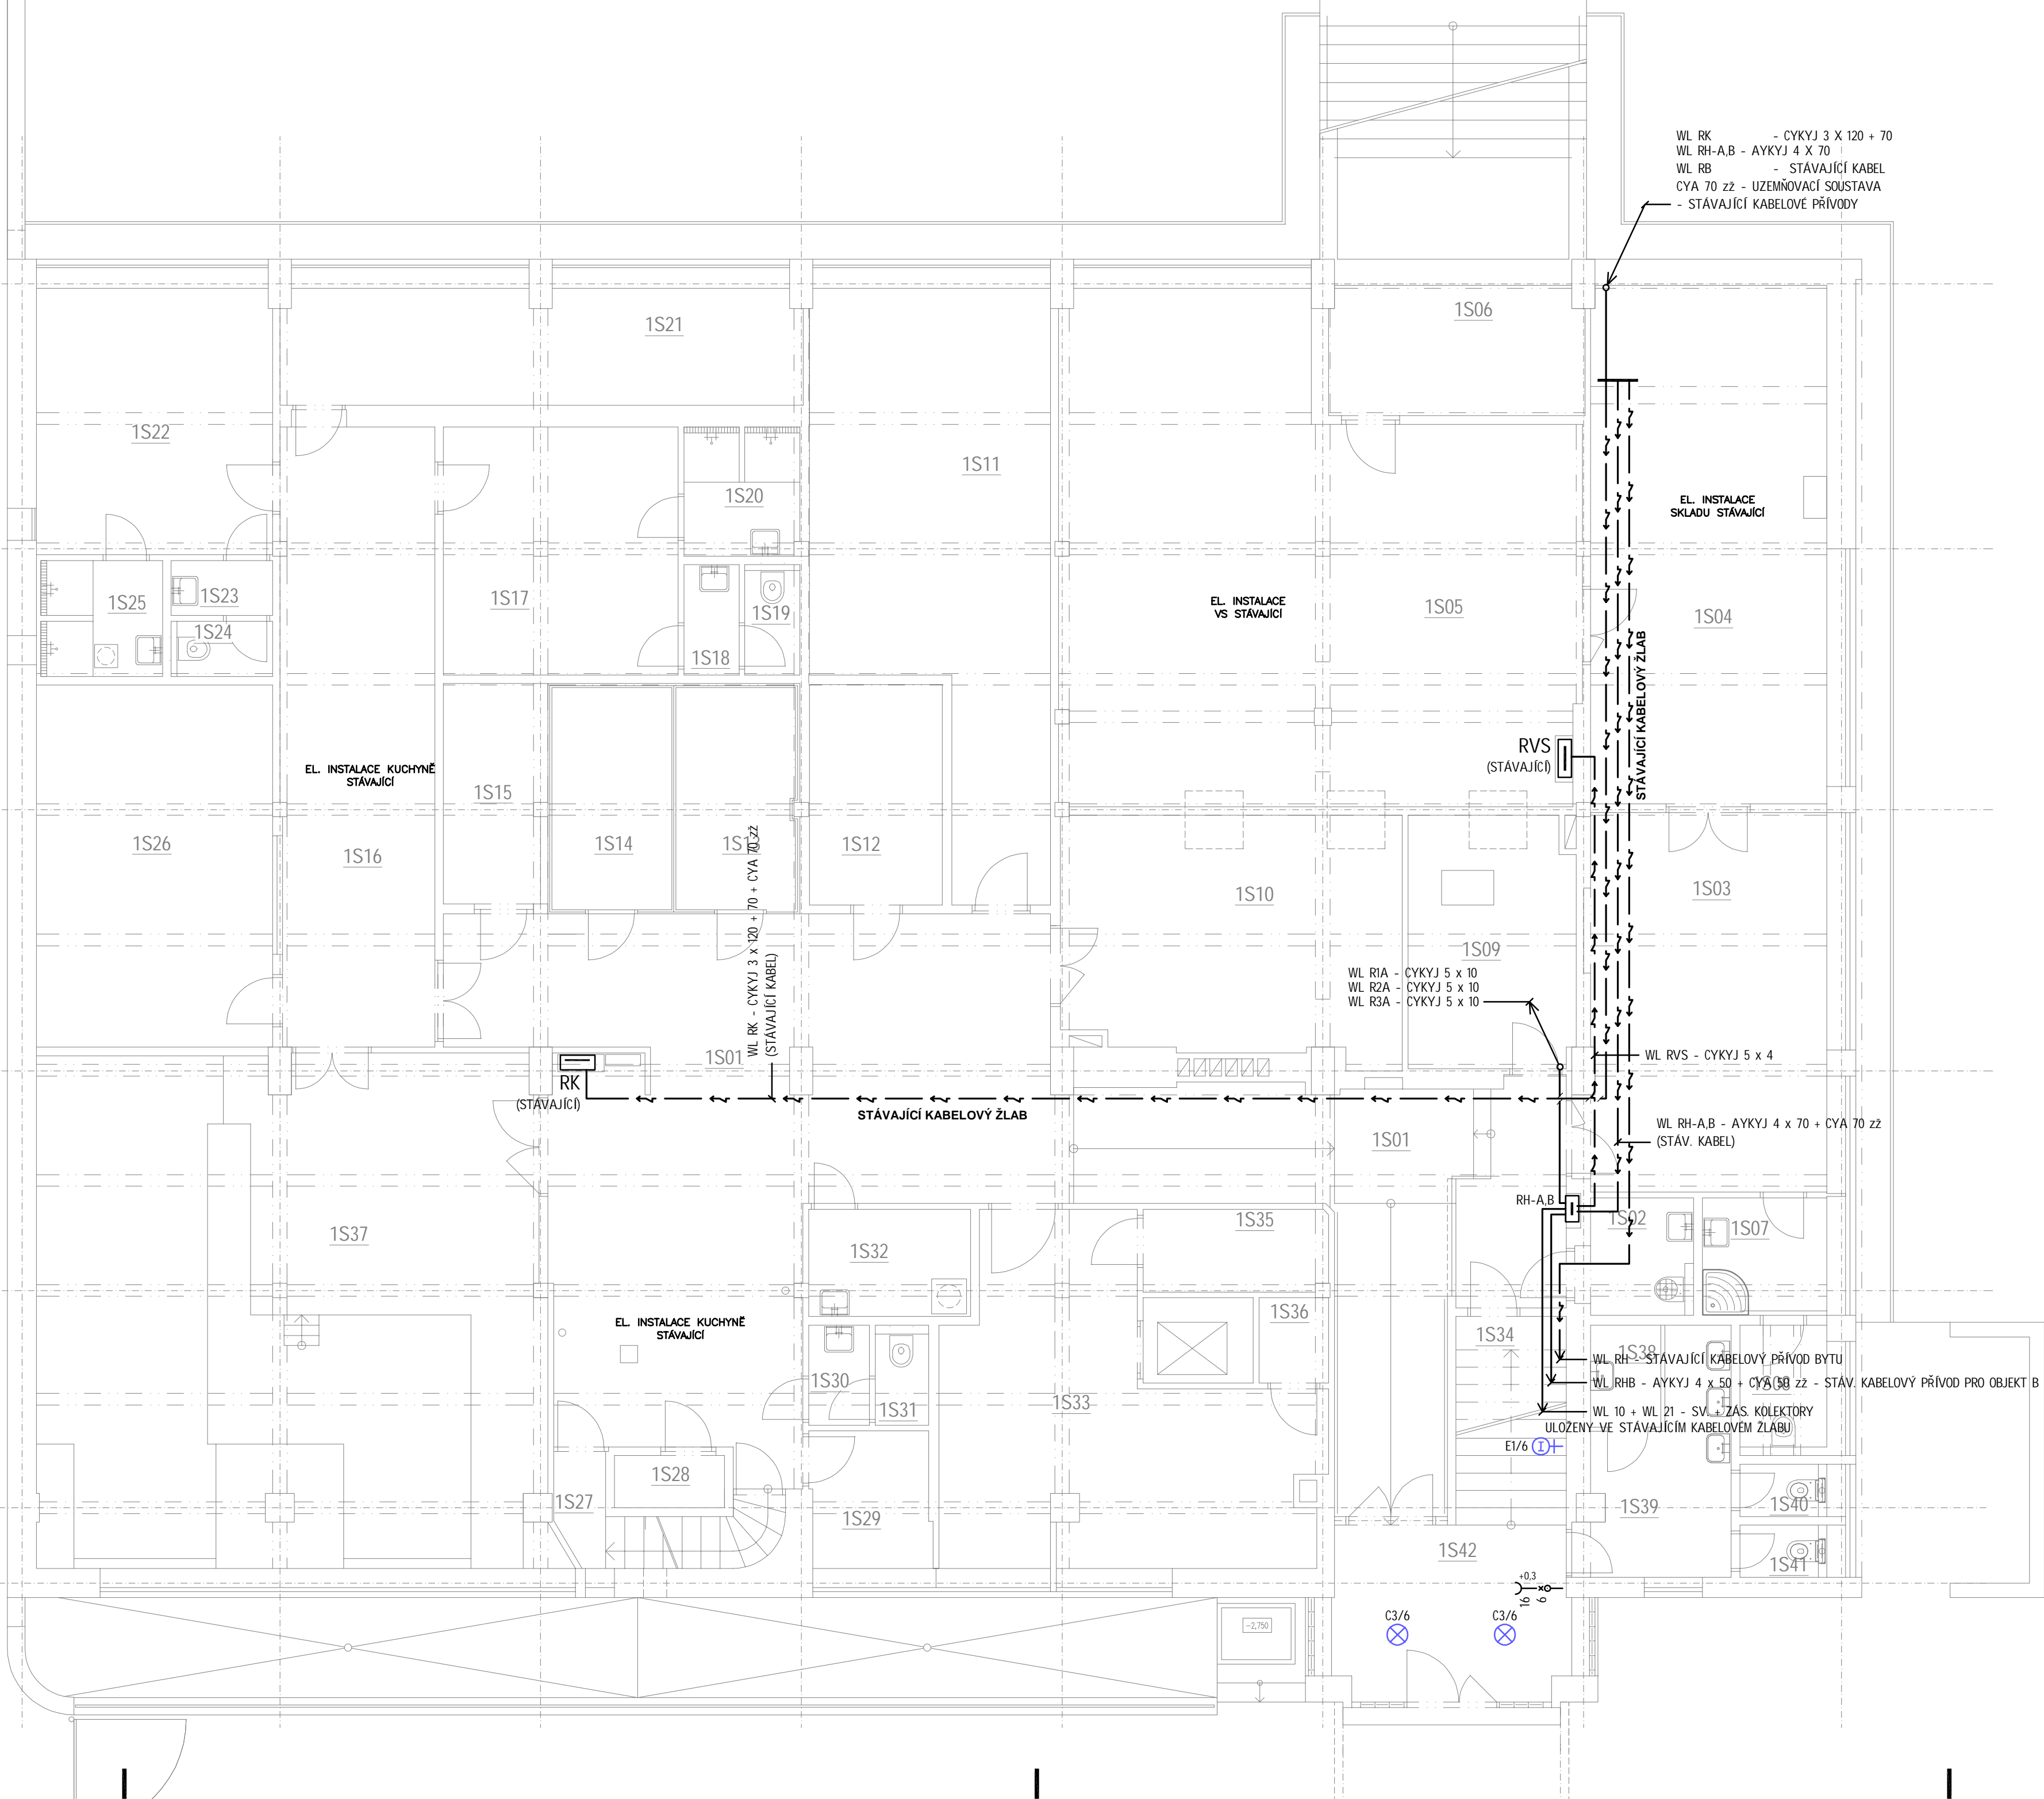 WL RK - CYKYJ 3 X 120 + 70
WL RH-A,B - AYKYJ 4 X 70
WL RB - STÁVAJÍCÍ KABEL
CYA 70 zž - UZEMŇOVACÍ SOUSTAVA
- STÁVAJÍCÍ KABELOVÉ PŘÍVODY
1S06
1S21
1S22
1S11
1S20
EL. INSTALACE
SKLADU STÁVAJÍCÍ
1S25
1S23
1S17
1S19
EL. INSTALACE
VS STÁVAJÍCÍ
1S05
1S04
1S24
1S18
STÁVAJÍCÍ KABELOVÝ ŽLAB
RVS
(STÁVAJÍCÍ)
EL. INSTALACE KUCHYNĚ
STÁVAJÍCÍ
1S15
1S26
1S16
1S14
1S13
1S12
WL RK - CYKYJ 3 x 120 + 70 + CYA 70 zž
(STÁVAJÍCÍ KABEL)
1S10
1S03
1S09
WL R1A - CYKYJ 5 x 10
WL R2A - CYKYJ 5 x 10
WL R3A - CYKYJ 5 x 10
1S01
WL RVS - CYKYJ 5 x 4
RK
(STÁVAJÍCÍ)
STÁVAJÍCÍ KABELOVÝ ŽLAB
1S01
WL RH-A,B - AYKYJ 4 x 70 + CYA 70 zž
(STÁV. KABEL)
RH-A,B
1S02
1S07
1S37
1S32
1S35
1S36
EL. INSTALACE KUCHYNĚ
STÁVAJÍCÍ
1S34
1S38
WL RH - STÁVAJÍCÍ KABELOVÝ PŘÍVOD BYTU
1S08
WL RHB - AYKYJ 4 x 50 + CYA 50 zž - STÁV. KABELOVÝ PŘÍVOD PRO OBJEKT B
1S30
1S31
1S33
WL 10 + WL 21 - SV. + ZÁS. KOLEKTORY
ULOŽENY VE STÁVAJÍCÍM KABELOVÉM ŽLABU
E1/6
1S28
1S27
1S29
1S39
1S40
1S42
1S41
+0,3
16
6
C3/6
C3/6
-2,750